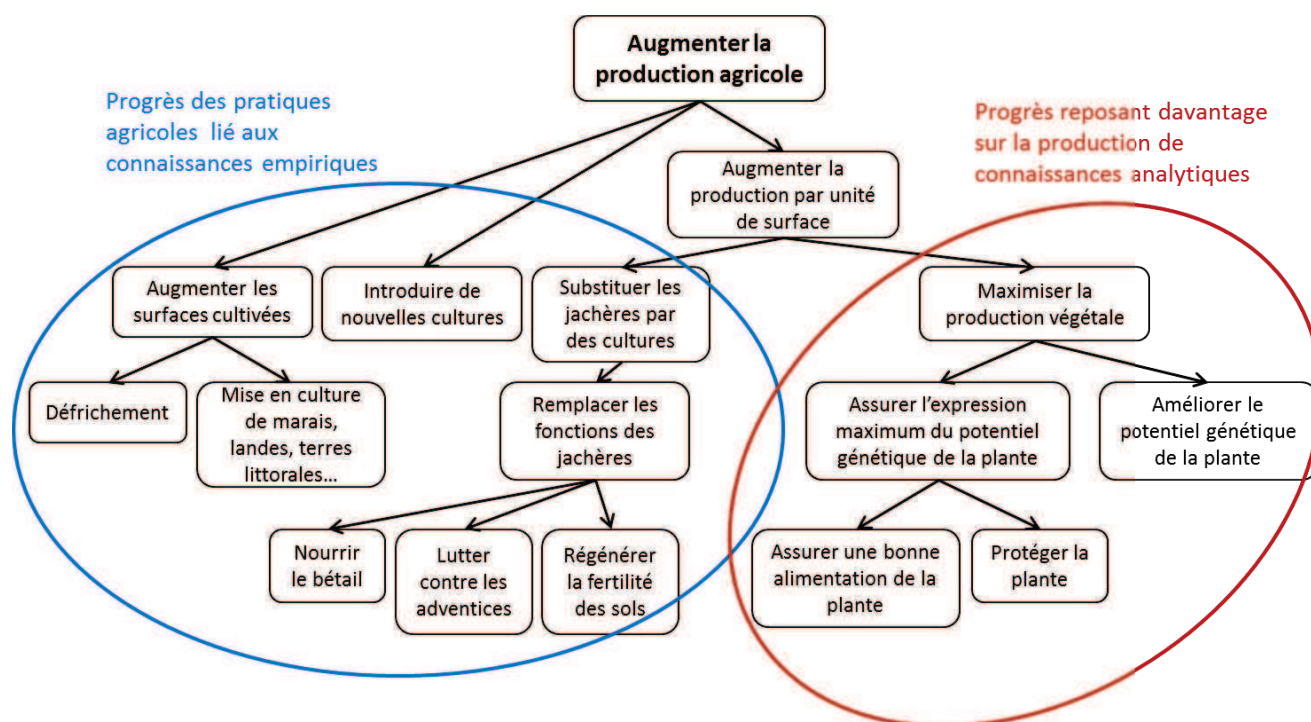 Augmenter la
production agricole
Progrès des pratiques
agricoles lié aux
connaissances empiriques
Progrès reposant davantage
sur la production de
connaissances analytiques
Augmenter la
production par unité
de surface
Augmenter les
surfaces cultivées
Introduire de
nouvelles cultures
Substituer les
jachères par
des cultures
Maximiser la
production végétale
Défrichement
Mise en culture
de marais,
landes, terres
littorales…
Remplacer les
fonctions des
jachères
Assurer l'expression
maximum du potentiel
génétique de la plante
Améliorer le
potentiel génétique
de la plante
Nourrir
le bétail
Lutter
contre les
adventices
Régénérer
la fertilité
des sols
Assurer une bonne
alimentation de la
plante
Protéger la
plante